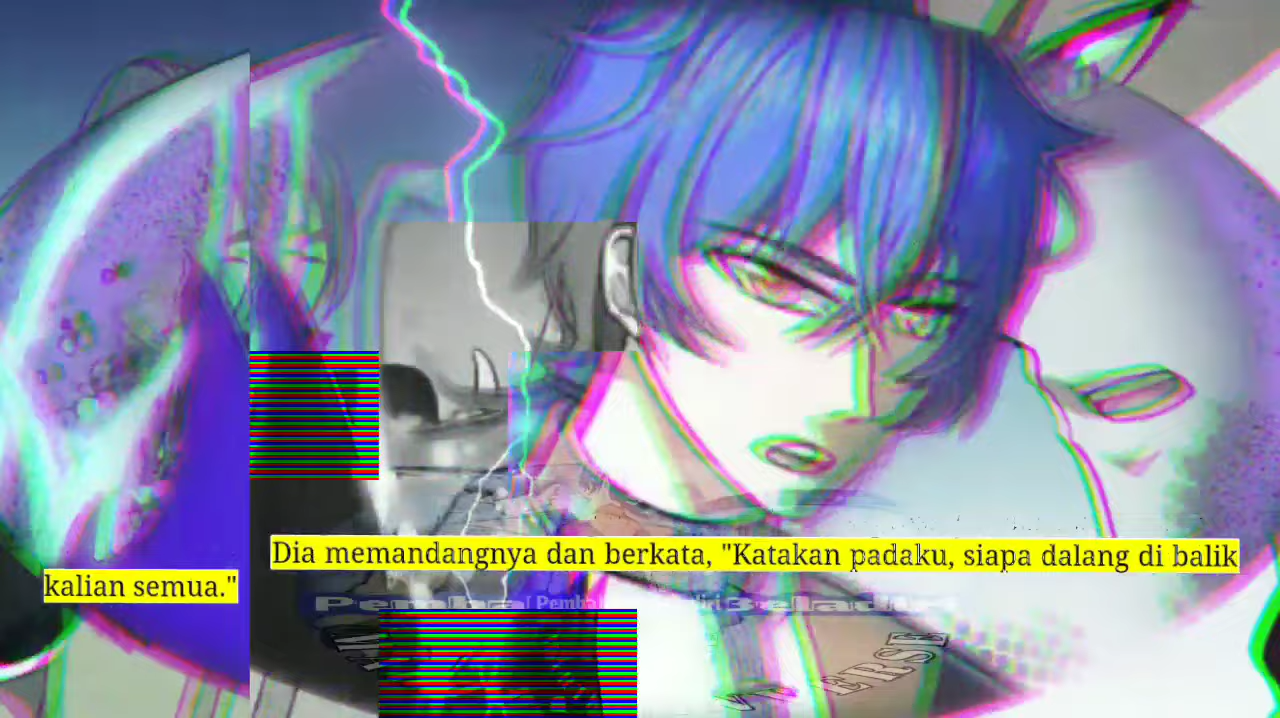 Dia memandangnya dan berkata, "Katakan padaku, siapa dalang di balik
kalian semua."